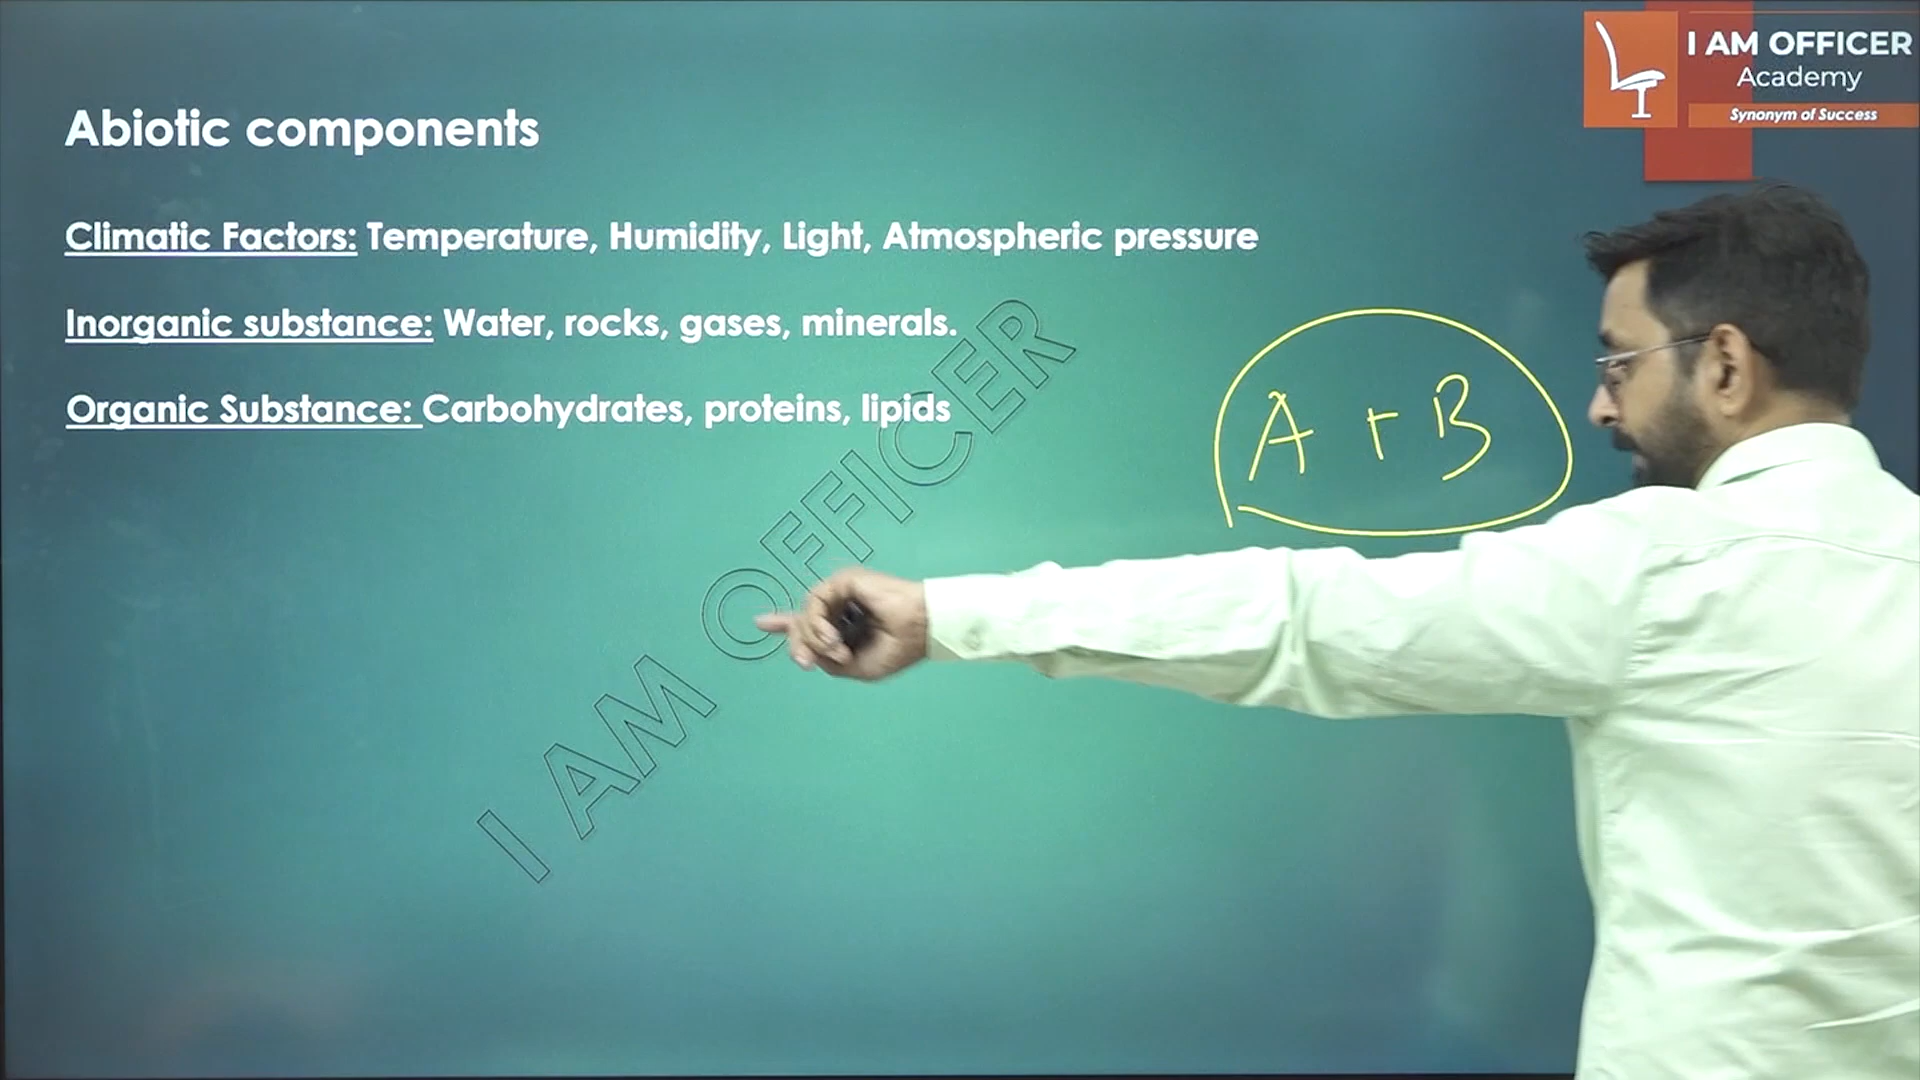 I AM OFFICER
Academy
Synonym of Success
Abiotic components
Climatic Factors: Temperature, Humidity, Light, Atmospheric pressure
Inorganic substance: Water, rocks, gases, minerals.
Organic Substance: Carbohydrates, proteins, lipids
A + B
I AM OFFICER